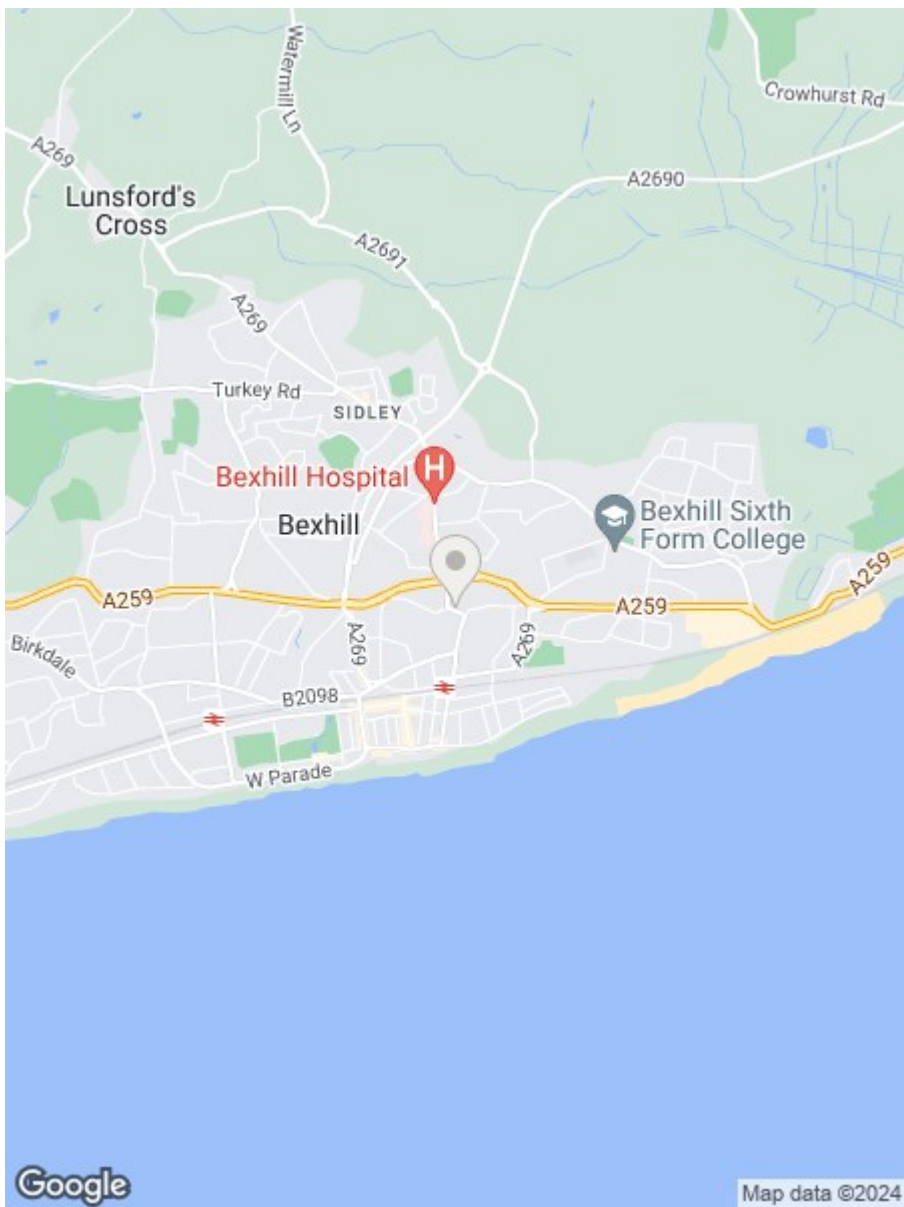 Watermill Ln
Crowhurst Rd
A269
A2690
Lunsford's
Cross
A2691
A269
Turkey Rd
SIDLEY
Bexhill Hospital
H
Bexhill
Bexhill Sixth
Form College
A259
A259
A259
Birkdale
A269
A269
B2098
W Parade
Google
Map data ©2024